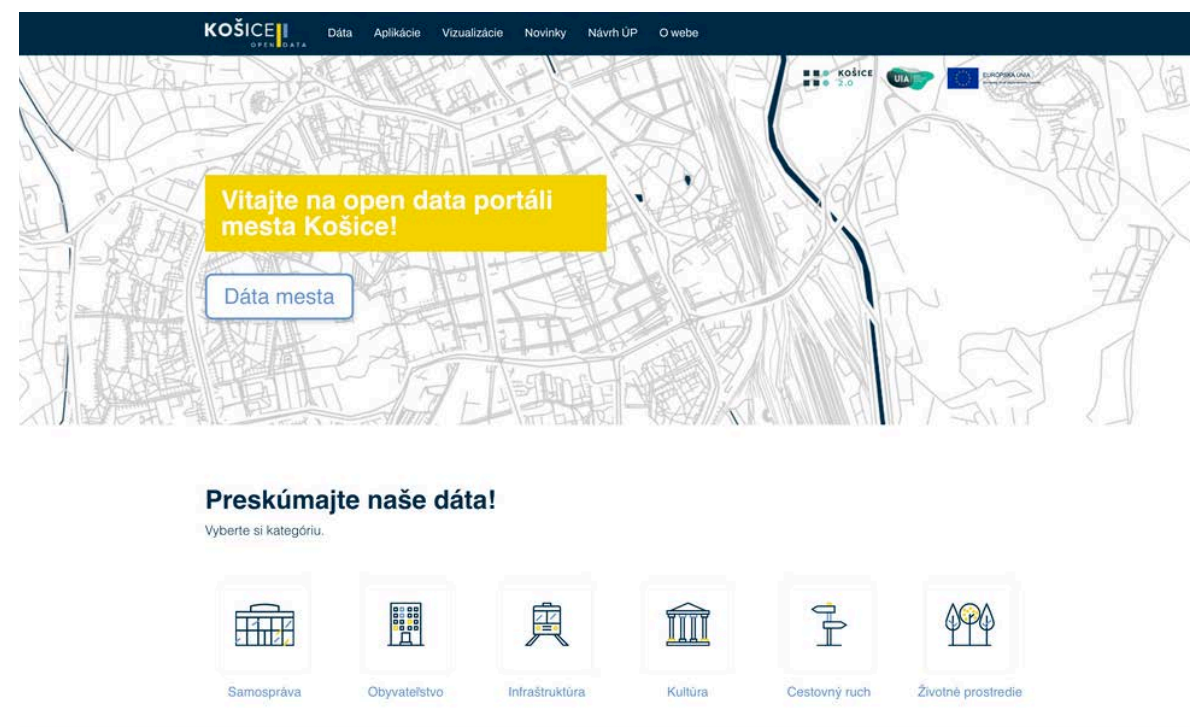 KOŠICE
OPEN DATA
Dáta
Aplikácie
Vizualizácie
Novinky
Návrh ÚP
O webe
KOŠICE
2.0
UIA
EURÓPSKA ÚNIA
Vitajte na open data portáli
mesta Košice!
Dáta mesta
Preskúmajte naše dáta!
Vyberte si kategóriu.
Samospráva
Obyvateľstvo
Infraštruktúra
Kultúra
Cestovný ruch
Životné prostredie